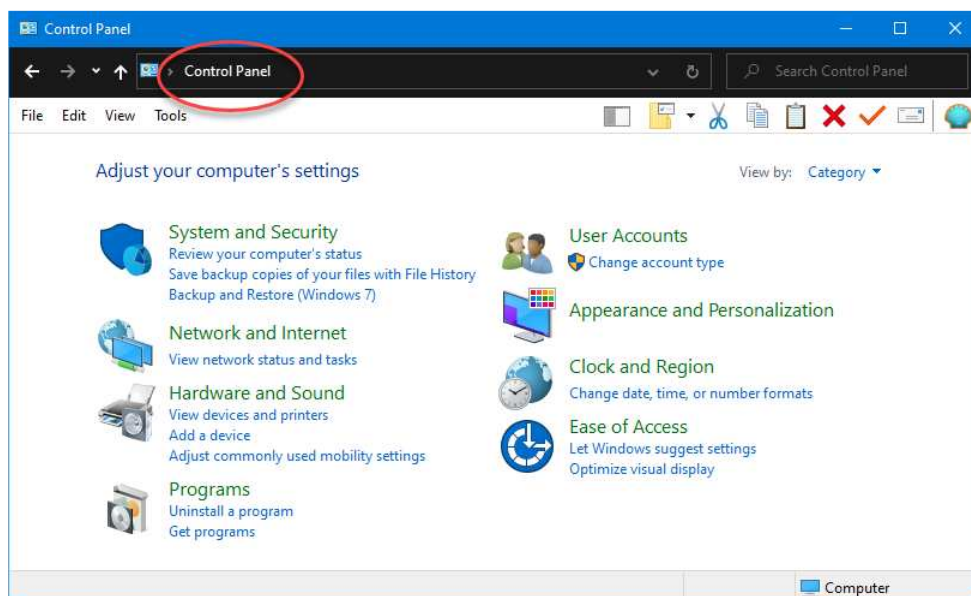 Control Panel
Control Panel
Search Control Panel
File Edit View Tools
Adjust your computer's settings
View by: Category
System and Security
Review your computer's status
Save backup copies of your files with File History
Backup and Restore (Windows 7)
Network and Internet
View network status and tasks
Hardware and Sound
View devices and printers
Add a device
Adjust commonly used mobility settings
Programs
Uninstall a program
Get programs
User Accounts
Change account type
Appearance and Personalization
Clock and Region
Change date, time, or number formats
Ease of Access
Let Windows suggest settings
Optimize visual display
Computer